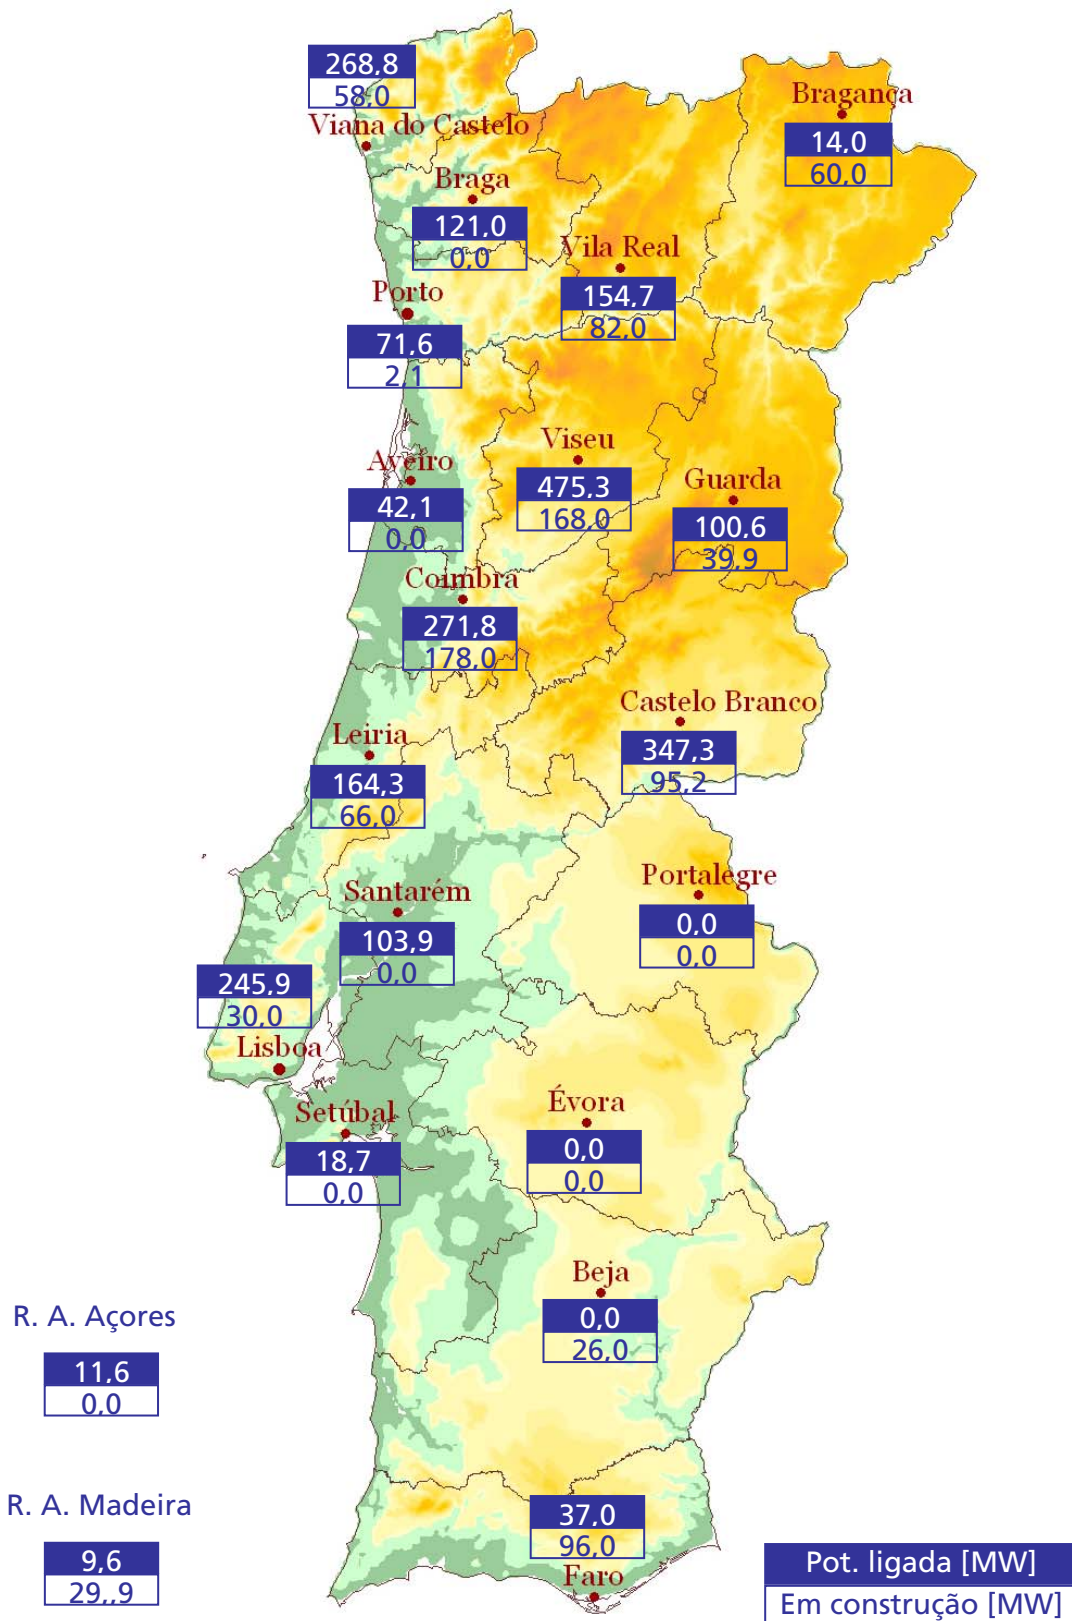 268,8
58,0
Viana do Castelo
Bragança
14,0
60,0
Braga
121,0
0,0
Vila Real
154,7
82,0
Porto
71,6
2,1
Aveiro
42,1
0,0
Viseu
475,3
168,0
Guarda
100,6
39,9
Coimbra
271,8
178,0
Castelo Branco
347,3
95,2
Leiria
164,3
66,0
Portalegre
0,0
0,0
Santarém
103,9
0,0
245,9
30,0
Lisboa
Setúbal
18,7
0,0
Évora
0,0
0,0
Beja
0,0
26,0
R. A. Açores
11,6
0,0
R. A. Madeira
9,6
29,,9
37,0
96,0
Faro
Pot. ligada [MW]
Em construção [MW]